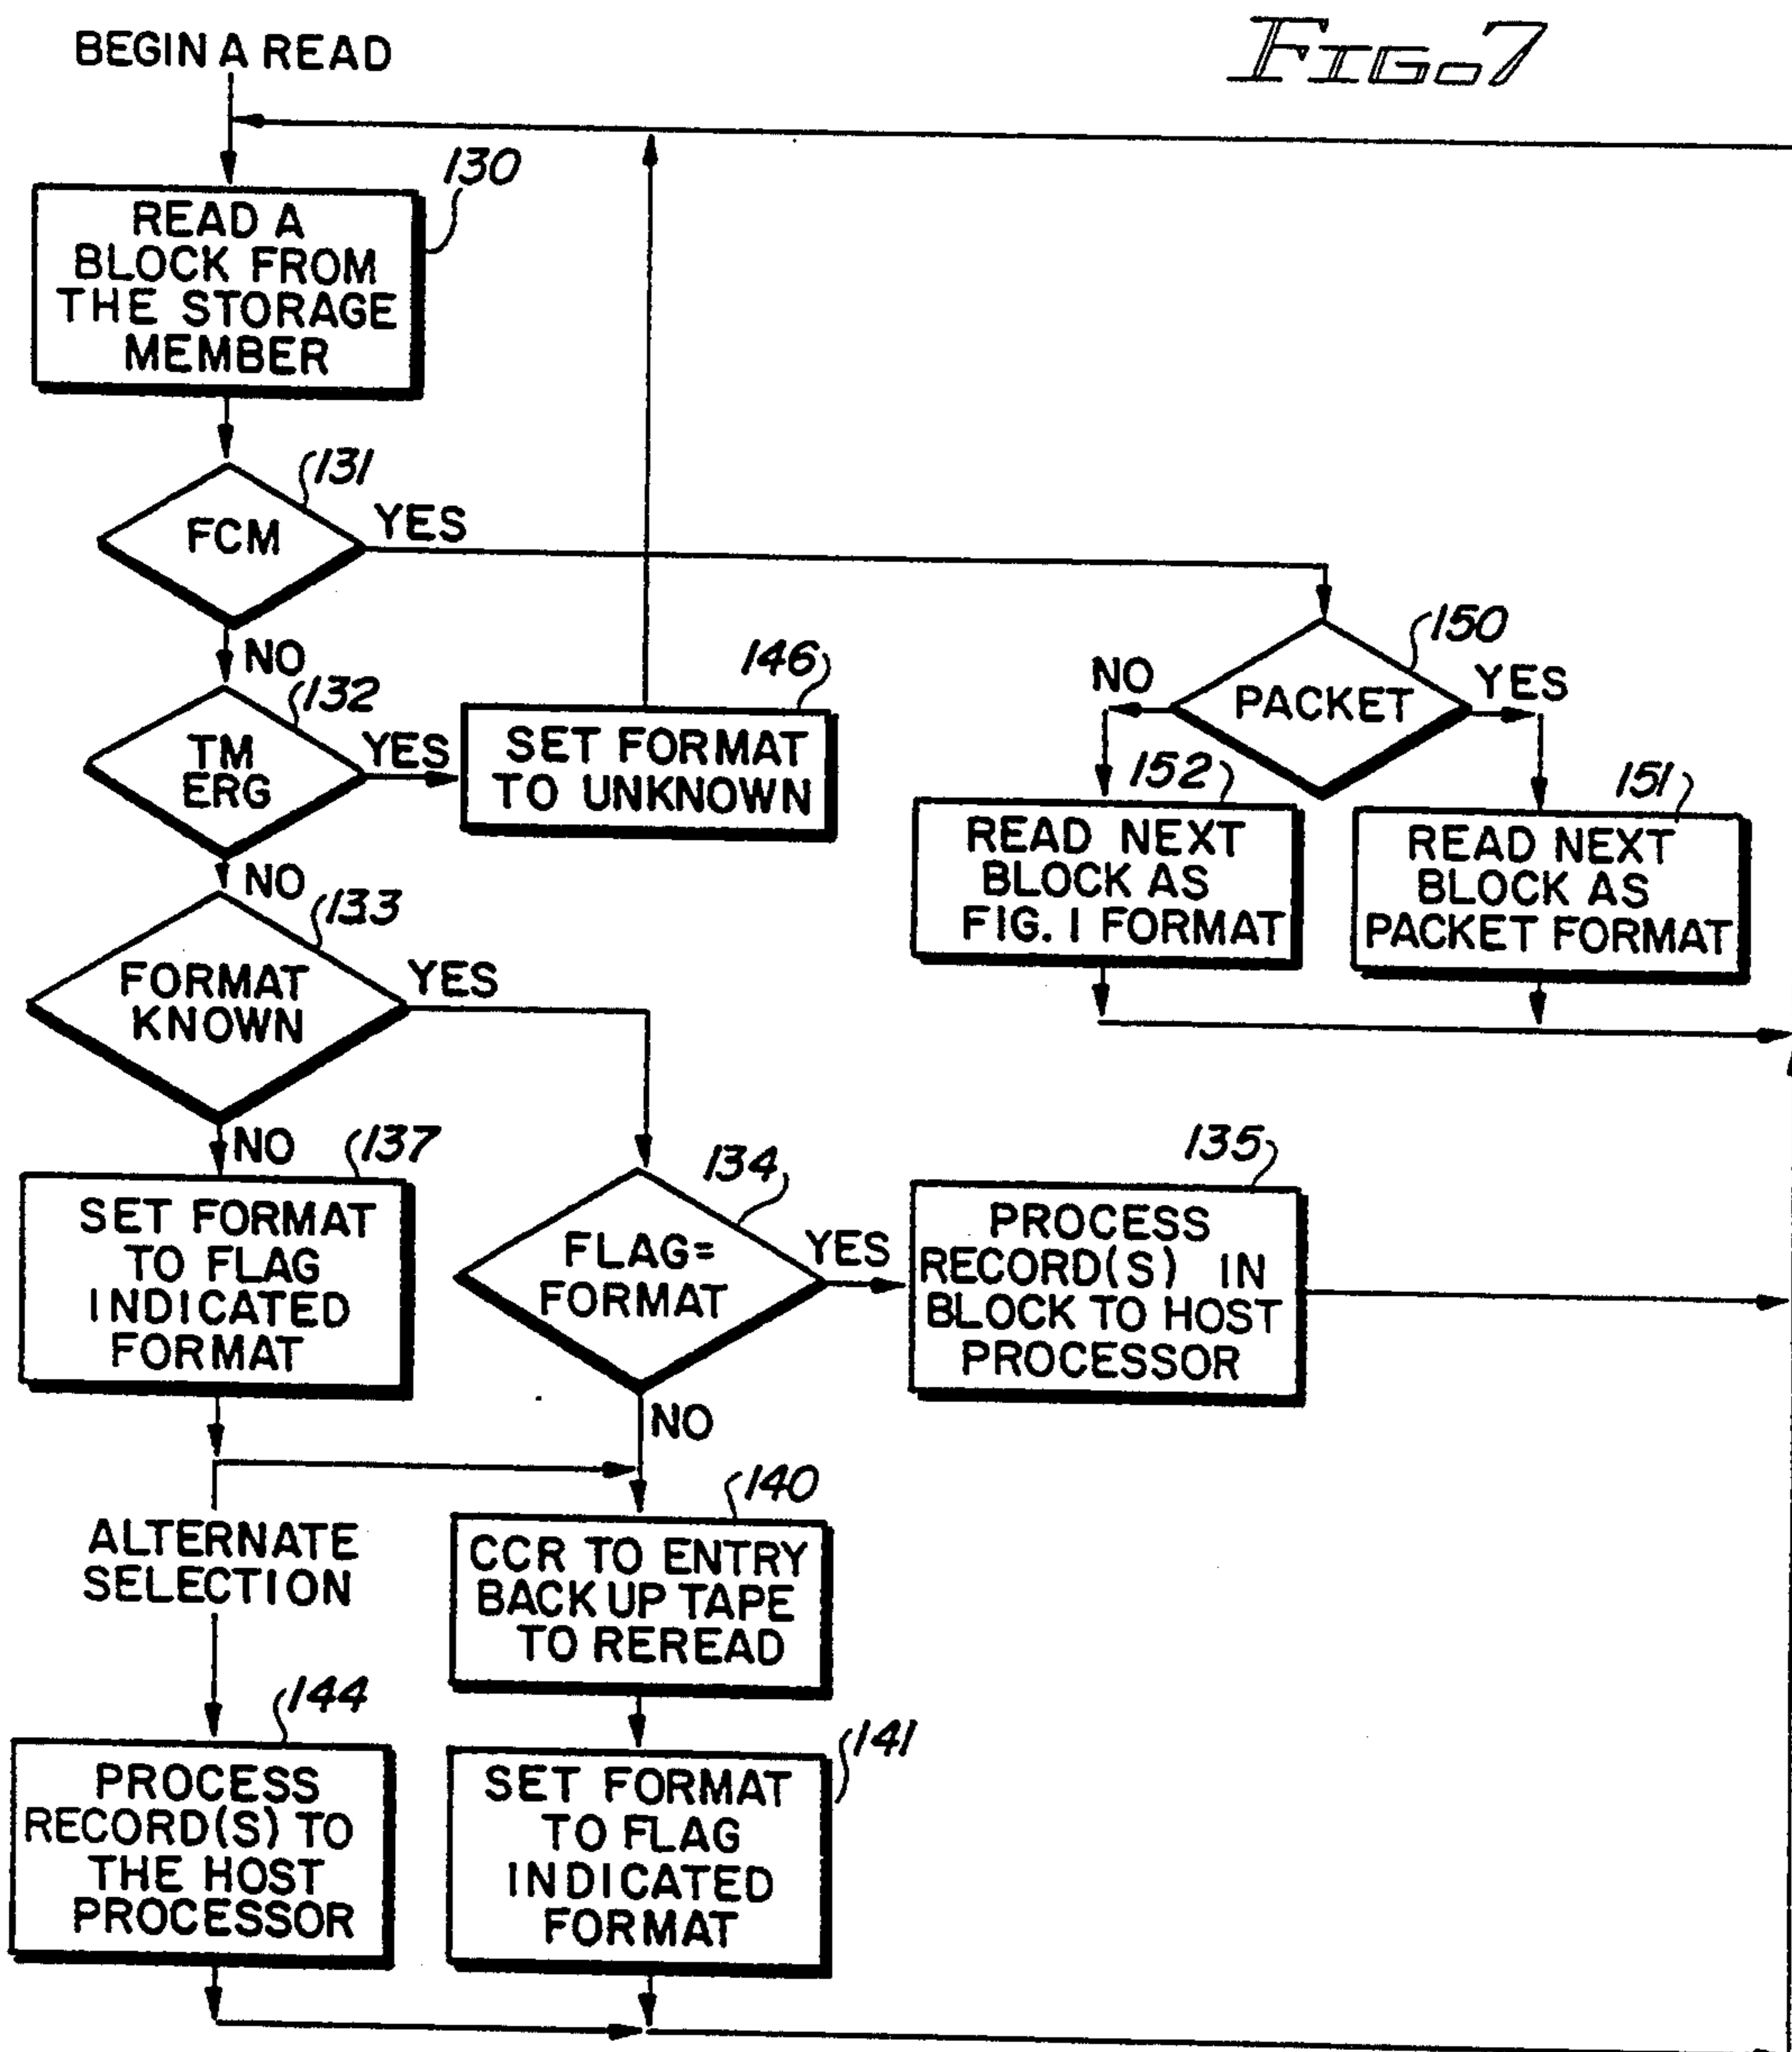 FIG. 7
BEGIN A READ
130
READ A
BLOCK FROM
THE STORAGE
MEMBER
131
FCM
YES
NO
132
TM
ERG
YES
146
SET FORMAT
TO UNKNOWN
150
PACKET
NO
YES
152
READ NEXT
BLOCK AS
FIG. 1 FORMAT
151
READ NEXT
BLOCK AS
PACKET FORMAT
NO
133
FORMAT
KNOWN
YES
NO
137
SET FORMAT
TO FLAG
INDICATED
FORMAT
134
FLAG=
FORMAT
YES
135
PROCESS
RECORD(S) IN
BLOCK TO HOST
PROCESSOR
NO
ALTERNATE
SELECTION
140
CCR TO ENTRY
BACK UP TAPE
TO REREAD
144
PROCESS
RECORD(S) TO
THE HOST
PROCESSOR
141
SET FORMAT
TO FLAG
INDICATED
FORMAT